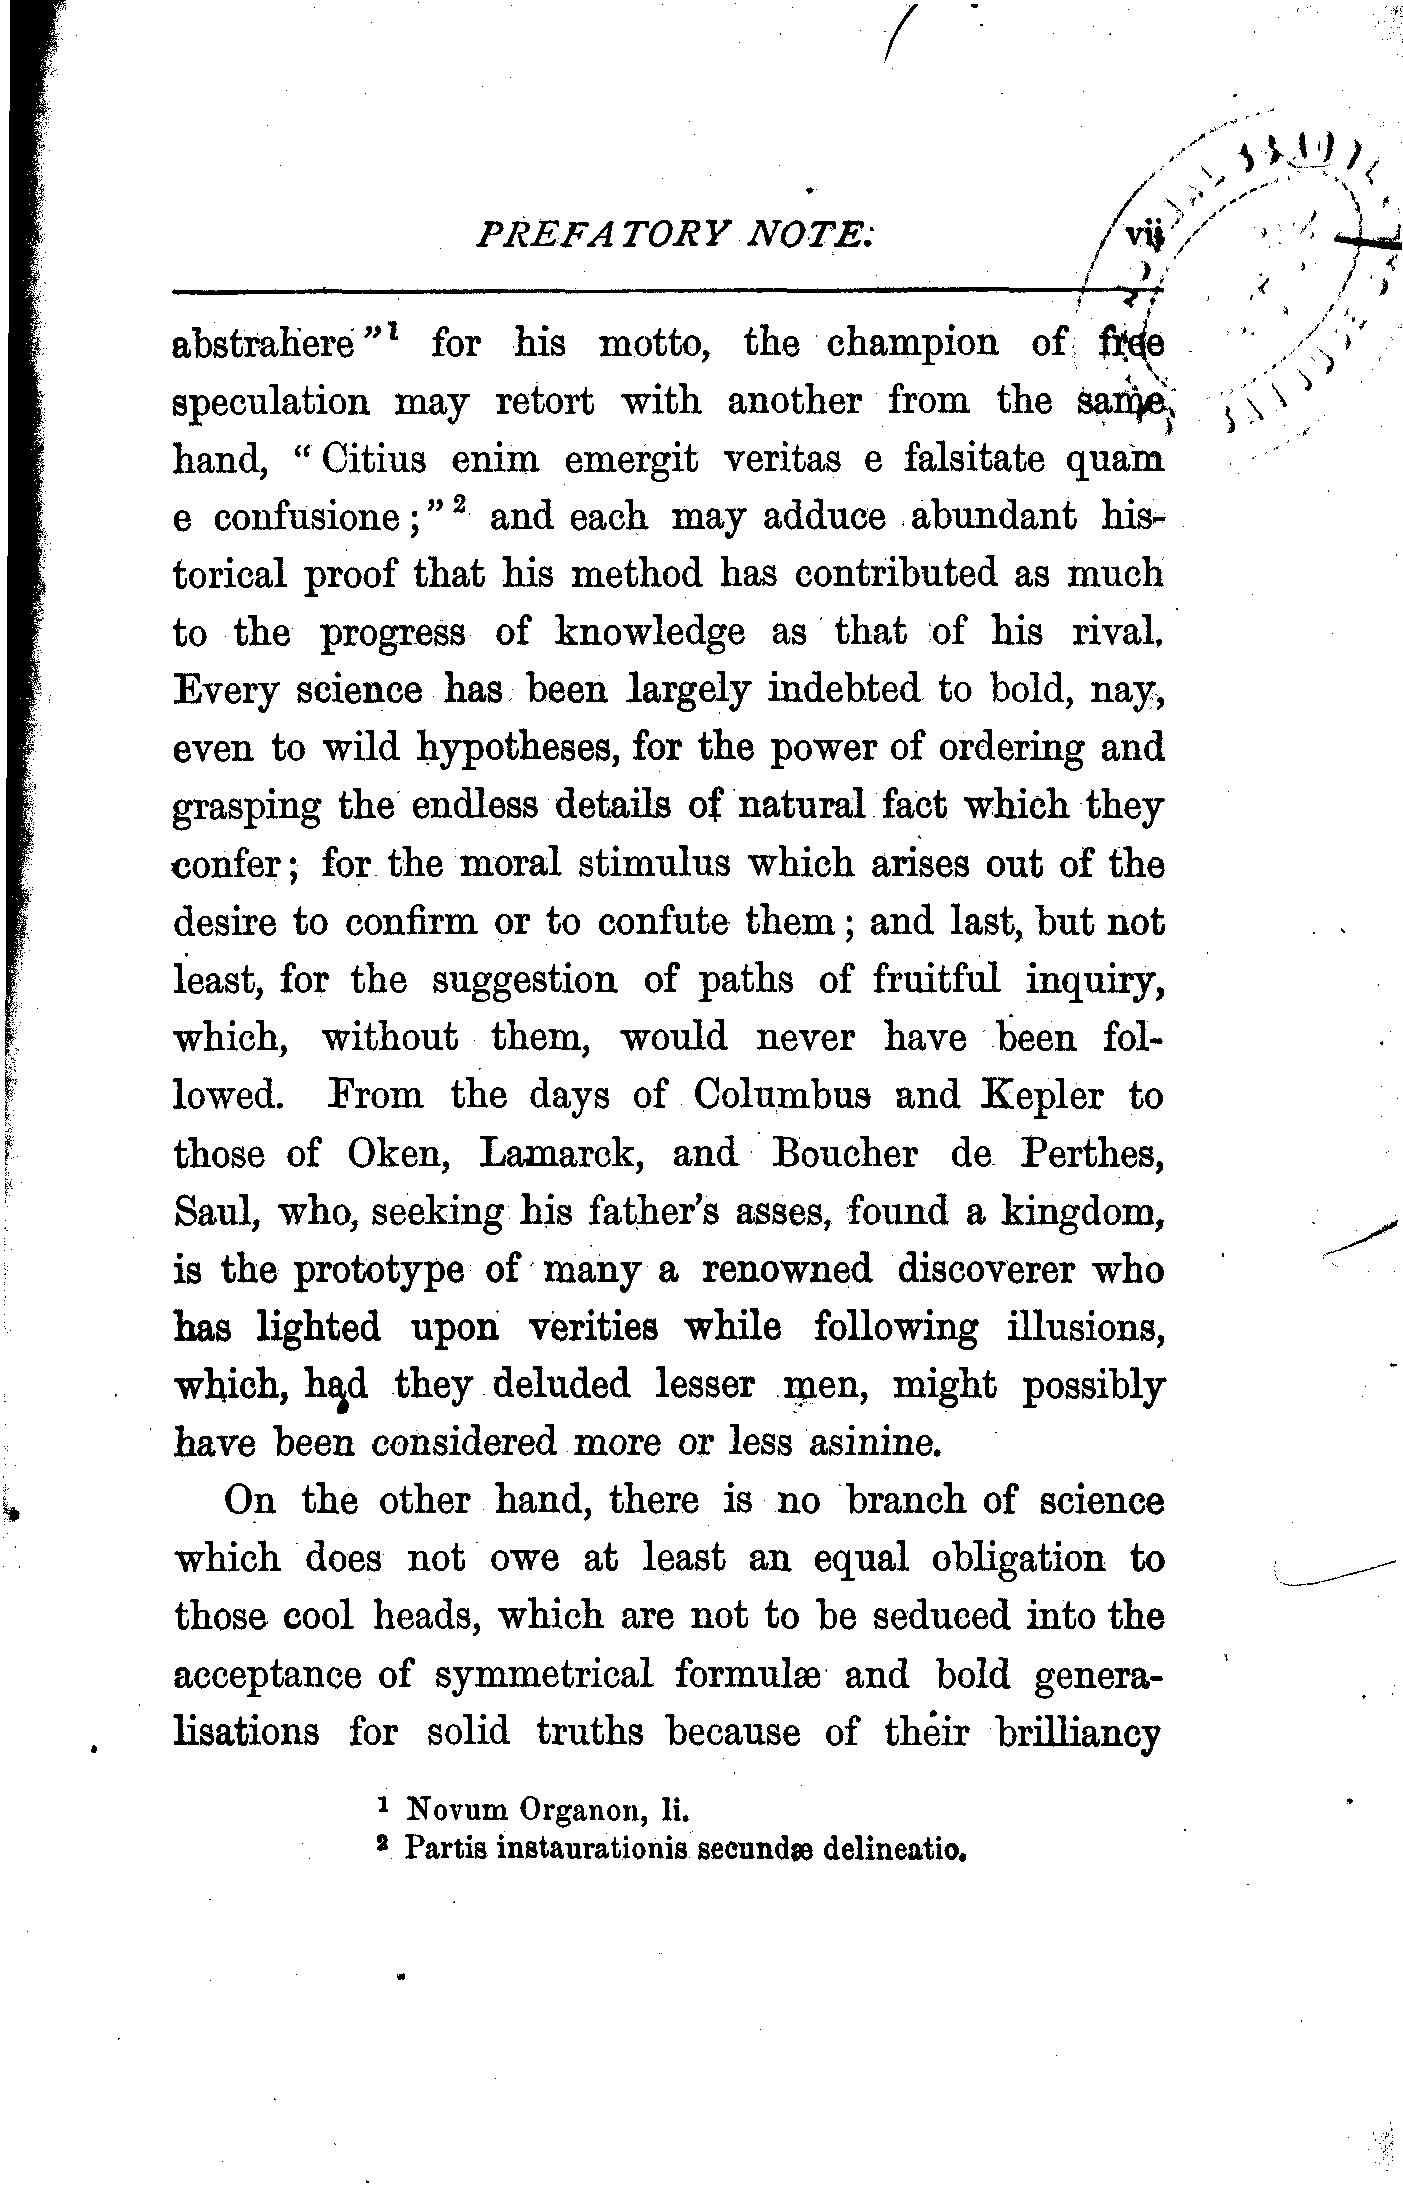 PREFATORY NOTE.
vii
abstrahere”¹ for his motto, the champion of free
speculation may retort with another from the same
hand, “Citius enim emergit veritas e falsitate quam
e confusione;”² and each may adduce abundant his-
torical proof that his method has contributed as much
to the progress of knowledge as that of his rival.
Every science has been largely indebted to bold, nay,
even to wild hypotheses, for the power of ordering and
grasping the endless details of natural fact which they
confer; for the moral stimulus which arises out of the
desire to confirm or to confute them; and last, but not
least, for the suggestion of paths of fruitful inquiry,
which, without them, would never have been fol-
lowed. From the days of Columbus and Kepler to
those of Oken, Lamarck, and Boucher de Perthes,
Saul, who, seeking his father’s asses, found a kingdom,
is the prototype of many a renowned discoverer who
has lighted upon verities while following illusions,
which, had they deluded lesser men, might possibly
have been considered more or less asinine.
On the other hand, there is no branch of science
which does not owe at least an equal obligation to
those cool heads, which are not to be seduced into the
acceptance of symmetrical formulæ and bold genera-
lisations for solid truths because of their brilliancy
¹ Novum Organon, li.
² Partis instaurationis secundæ delineatio.